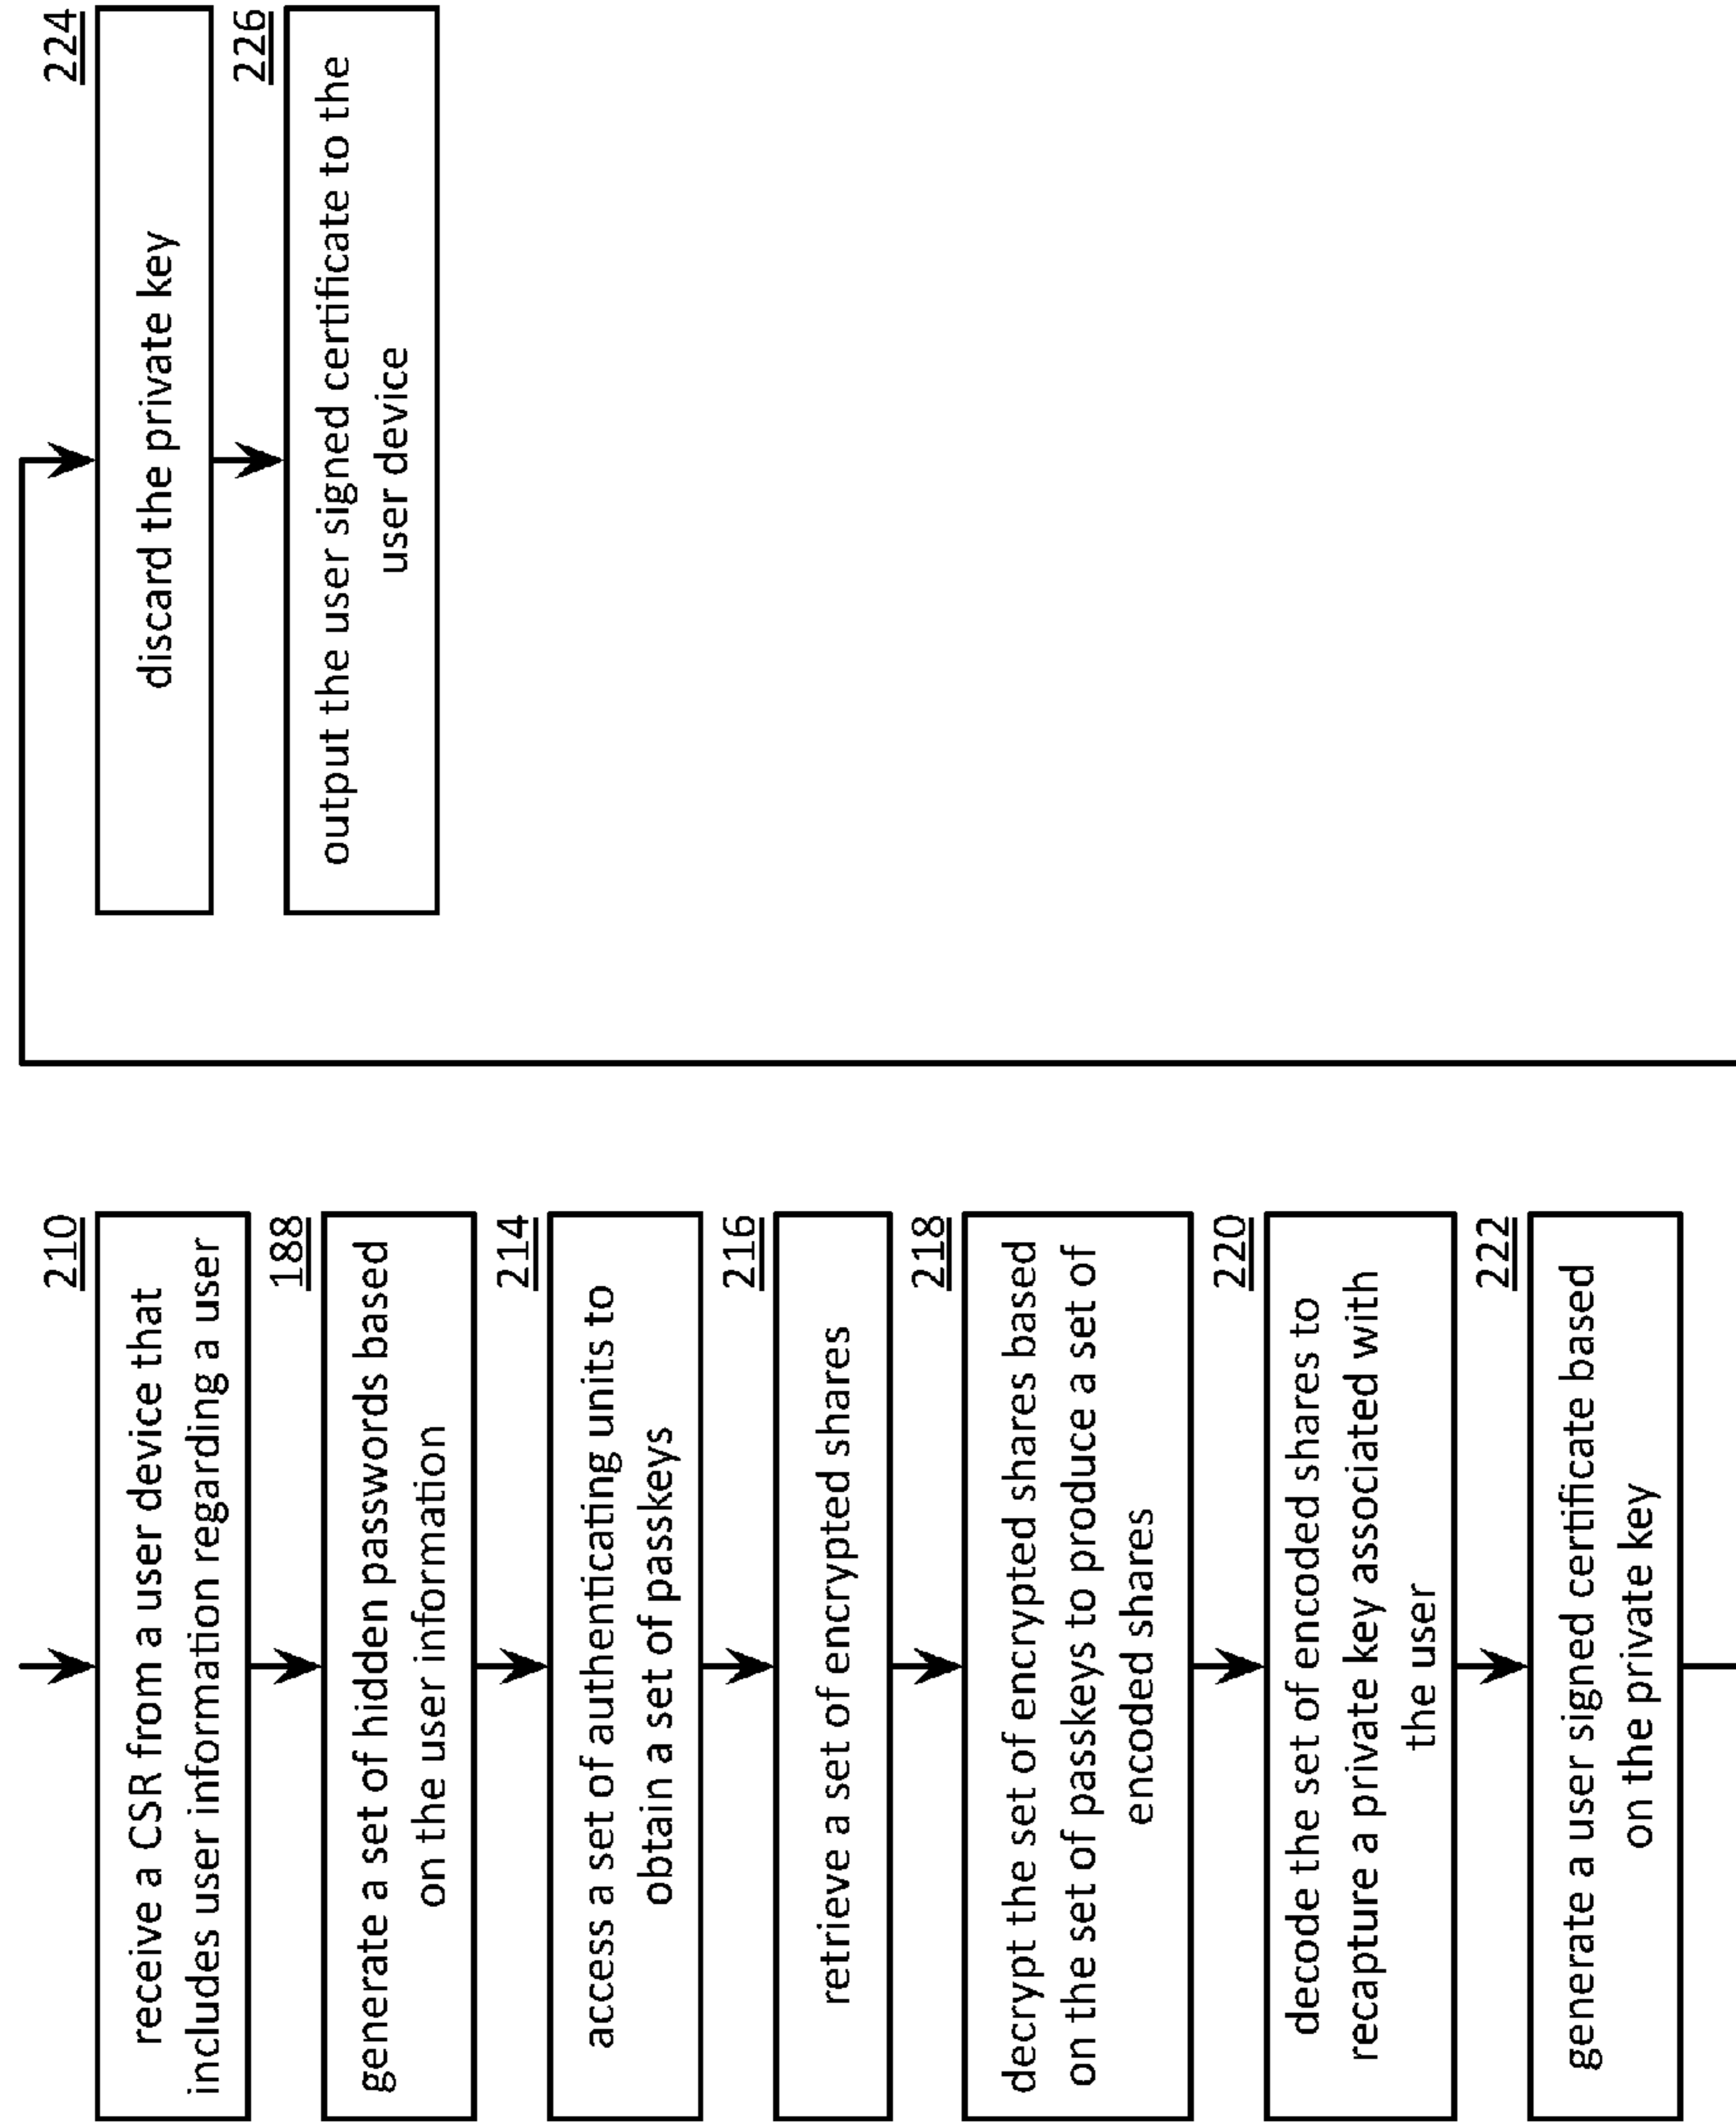 210
receive a CSR from a user device that
includes user information regarding a user
188
generate a set of hidden passwords based
on the user information
214
access a set of authenticating units to
obtain a set of passkeys
216
retrieve a set of encrypted shares
218
decrypt the set of encrypted shares based
on the set of passkeys to produce a set of
encoded shares
220
decode the set of encoded shares to
recapture a private key associated with
the user
222
generate a user signed certificate based
on the private key
224
discard the private key
226
output the user signed certificate to the
user device